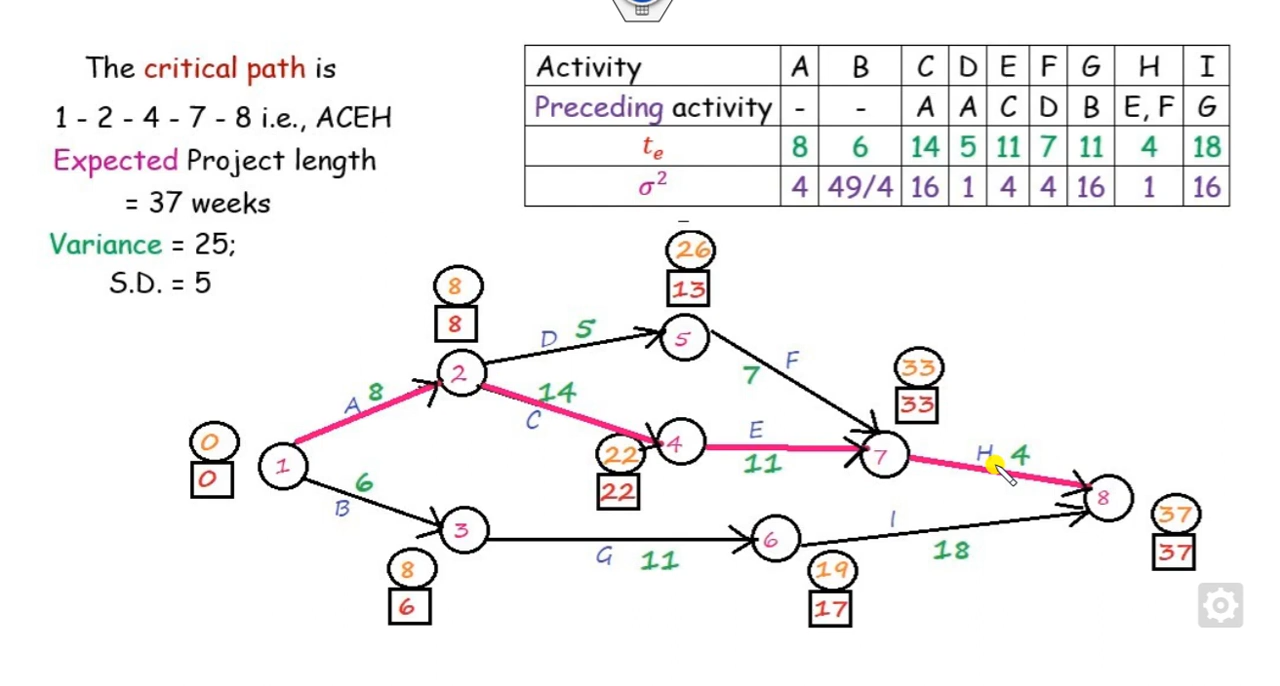 The critical path is
1 - 2 - 4 - 7 - 8 i.e., ACEH
Expected Project length
= 37 weeks
Variance = 25;
S.D. = 5
Activity A B C D E F G H I
Preceding activity - - A A C D B E, F G
te 8 6 14 5 11 7 11 4 18
σ² 4 49/4 16 1 4 4 16 1 16
26
13
8
8
D 5
5
F
7
33
33
A 8
2
14
C
E
11
0
0
1
22
22
4
7
H 4
6
B
3
G 11
6
I
18
8
37
37
8
6
19
17